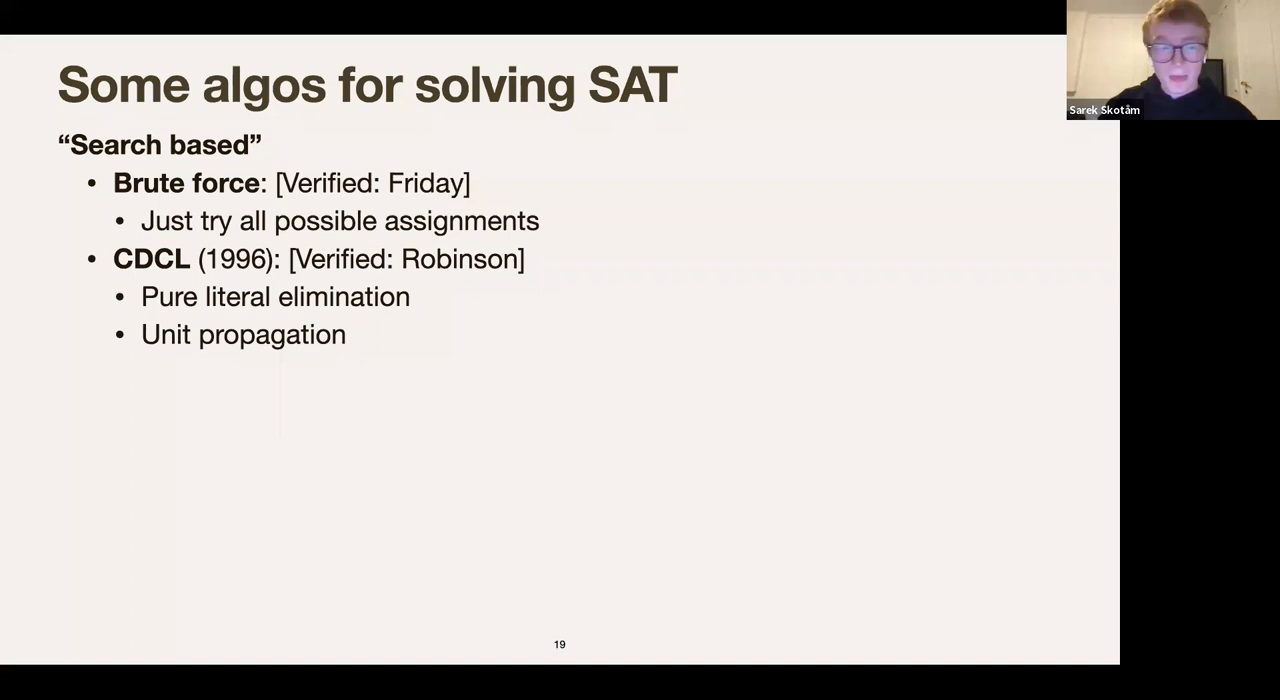 Some algos for solving SAT
“Search based”
• Brute force: [Verified: Friday]
• Just try all possible assignments
• CDCL (1996): [Verified: Robinson]
• Pure literal elimination
• Unit propagation
19
Sarek Skotåm